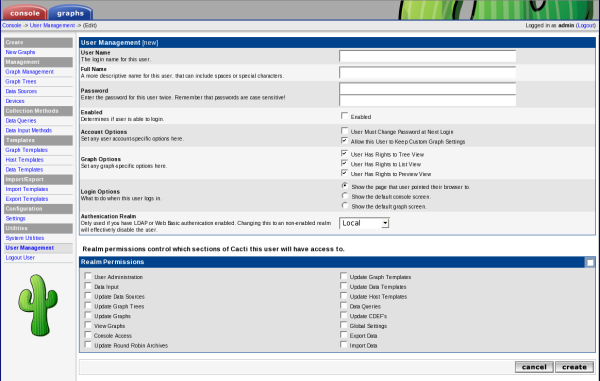 console graphs
Console -> User Management -> (Edit) Logged in as admin (Logout)
Create
New Graphs
Management
Graph Management
Graph Trees
Data Sources
Devices
Collection Methods
Data Queries
Data Input Methods
Templates
Graph Templates
Host Templates
Data Templates
Import/Export
Import Templates
Export Templates
Configuration
Settings
Utilities
System Utilities
User Management
Logout User
User Management [new]
User Name
The login name for this user.
Full Name
A more descriptive name for this user, that can include spaces or special characters.
Password
Enter the password for this user twice. Remember that passwords are case sensitive!
Enabled
Determines if user is able to login.
Enabled
Account Options
Set any user account-specific options here.
User Must Change Password at Next Login
Allow this User to Keep Custom Graph Settings
Graph Options
Set any graph-specific options here.
User Has Rights to Tree View
User Has Rights to List View
User Has Rights to Preview View
Login Options
What to do when this user logs in.
Show the page that user pointed their browser to.
Show the default console screen.
Show the default graph screen.
Authentication Realm
Only used if you have LDAP or Web Basic authentication enabled. Changing this to an non-enabled realm
will effectively disable the user.
Local
Realm permissions control which sections of Cacti this user will have access to.
Realm Permissions
User Administration
Data Input
Update Data Sources
Update Graph Trees
Update Graphs
View Graphs
Console Access
Update Round Robin Archives
Update Graph Templates
Update Data Templates
Update Host Templates
Data Queries
Update CDEF's
Global Settings
Export Data
Import Data
cancel create